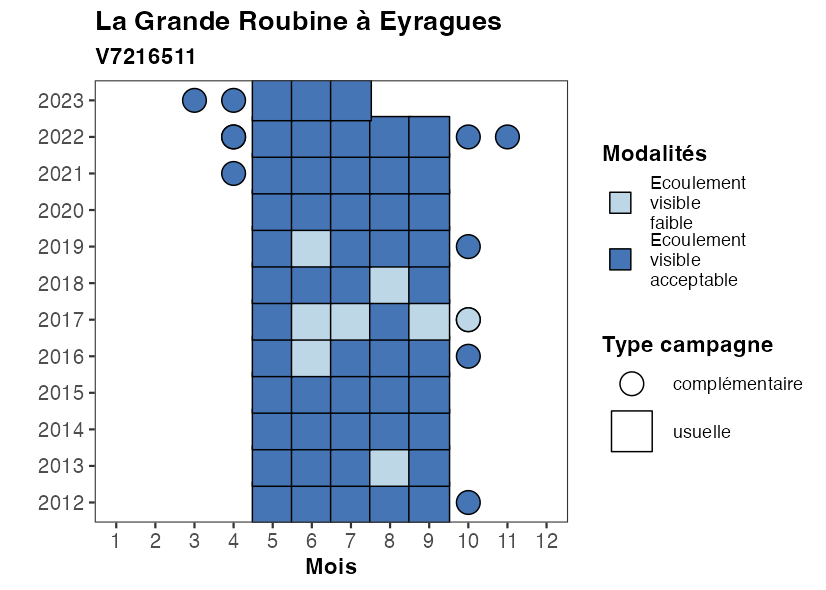 La Grande Roubine à Eyragues
V7216511
2023
2022
2021
2020
2019
2018
2017
2016
2015
2014
2013
2012
1 2 3 4 5 6 7 8 9 10 11 12
Mois
Modalités
Ecoulement
visible
faible
Ecoulement
visible
acceptable
Type campagne
complémentaire
usuelle